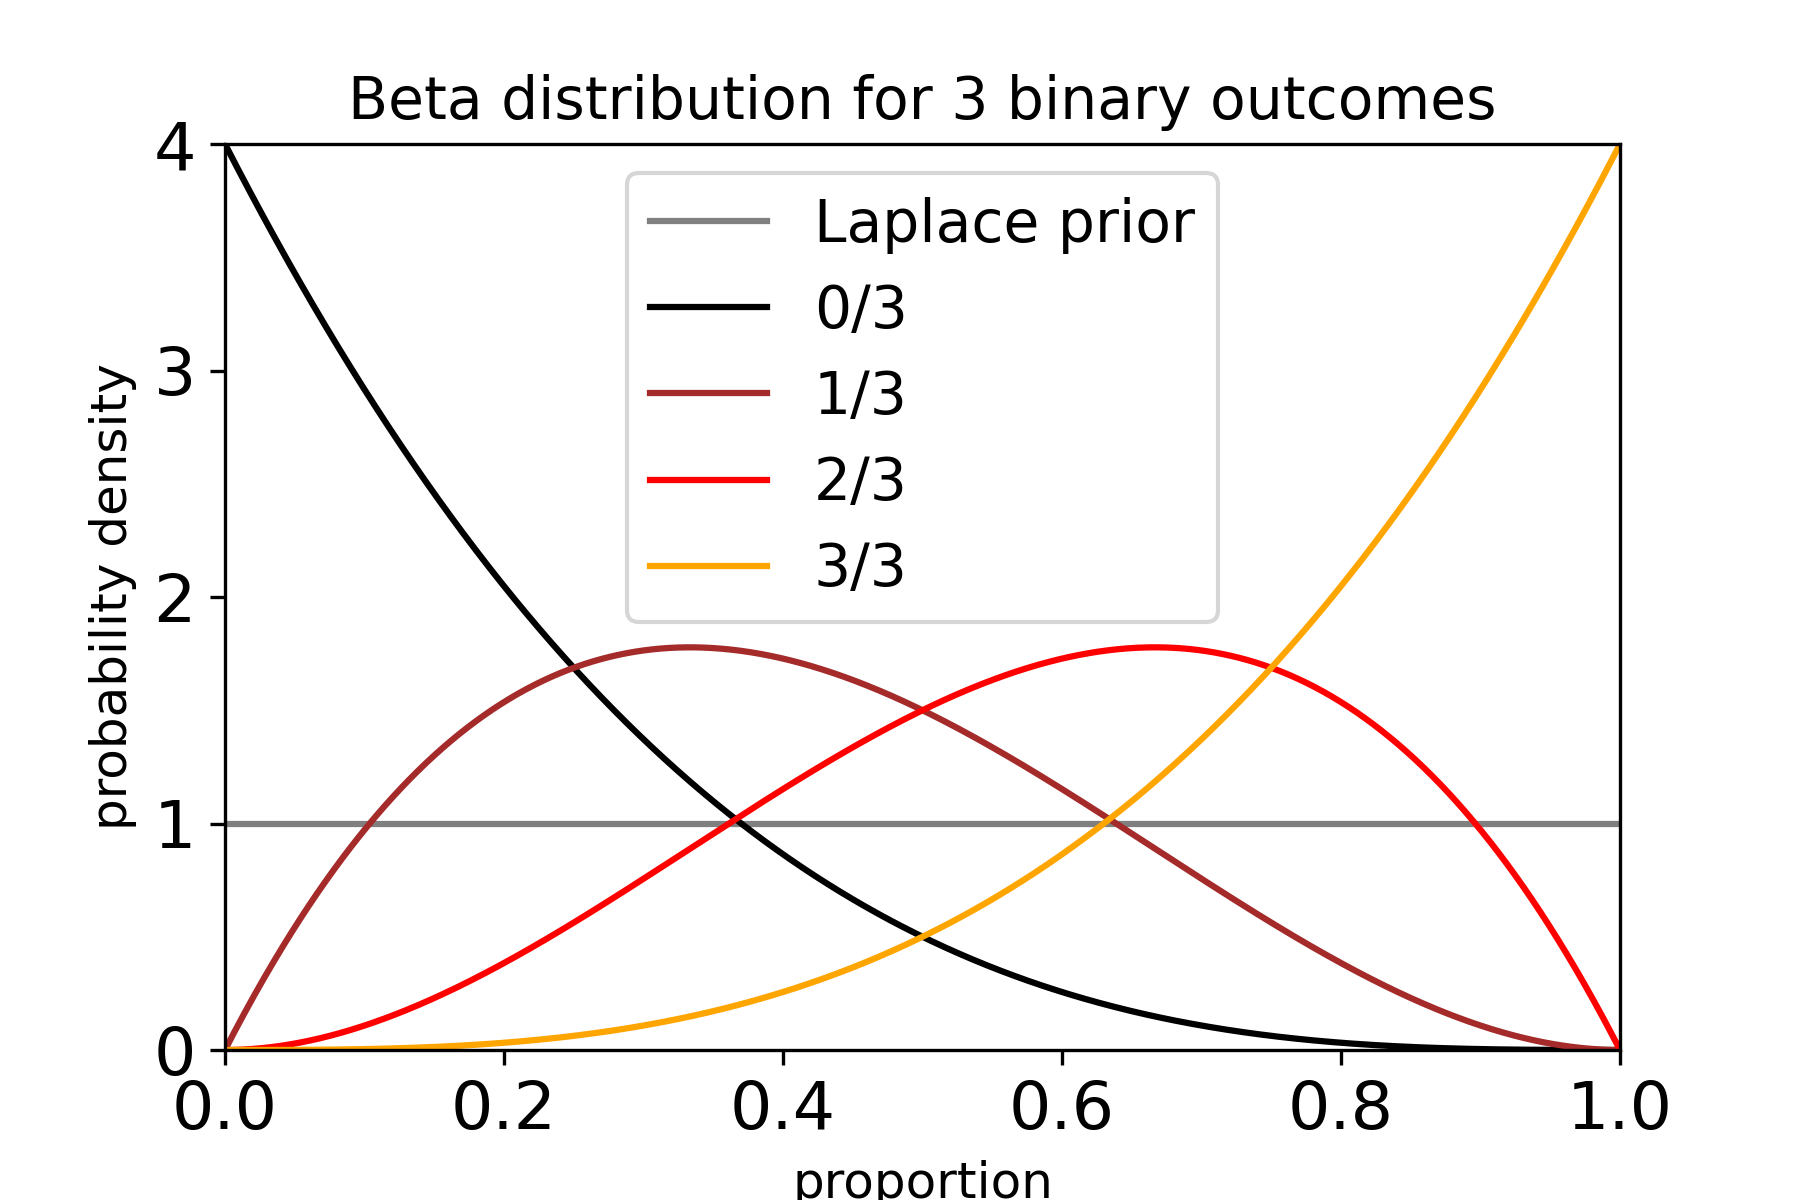 Beta distribution for 3 binary outcomes
4
3
2
1
0
probability density
Laplace prior
0/3
1/3
2/3
3/3
0.0 0.2 0.4 0.6 0.8 1.0
proportion